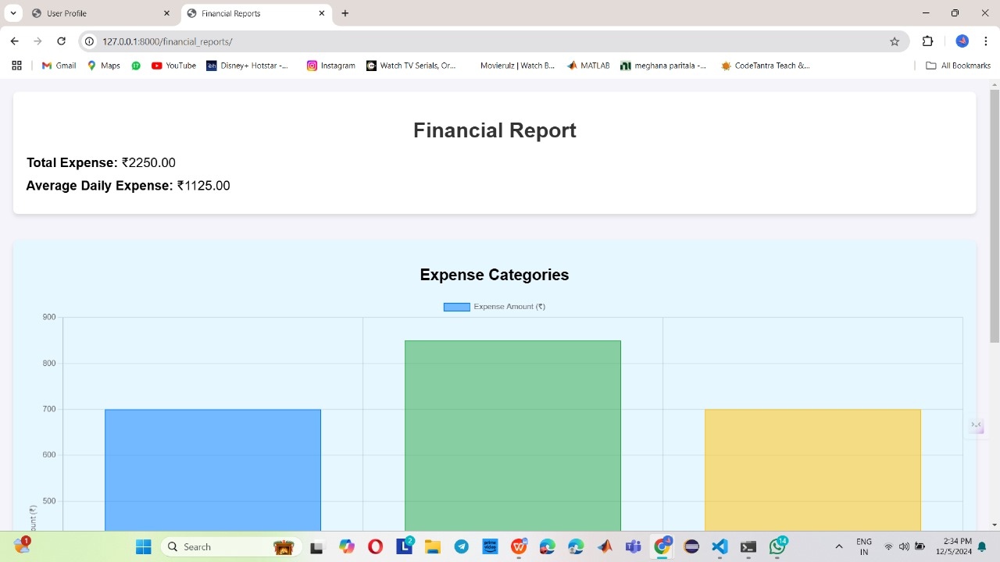 User Profile
Financial Reports
127.0.0.1:8000/financial_reports/
Gmail
Maps
YouTube
Disney+ Hotstar -...
Instagram
Watch TV Serials, Or...
Movierulz | Watch B...
MATLAB
meghana paritala -...
CodeTantra Teach &...
All Bookmarks
Financial Report
Total Expense: ₹2250.00
Average Daily Expense: ₹1125.00
Expense Categories
Expense Amount (₹)
900
800
700
600
500
ount (₹)
1
Search
2
prime video
14
ENG
IN
2:34 PM
12/5/2024